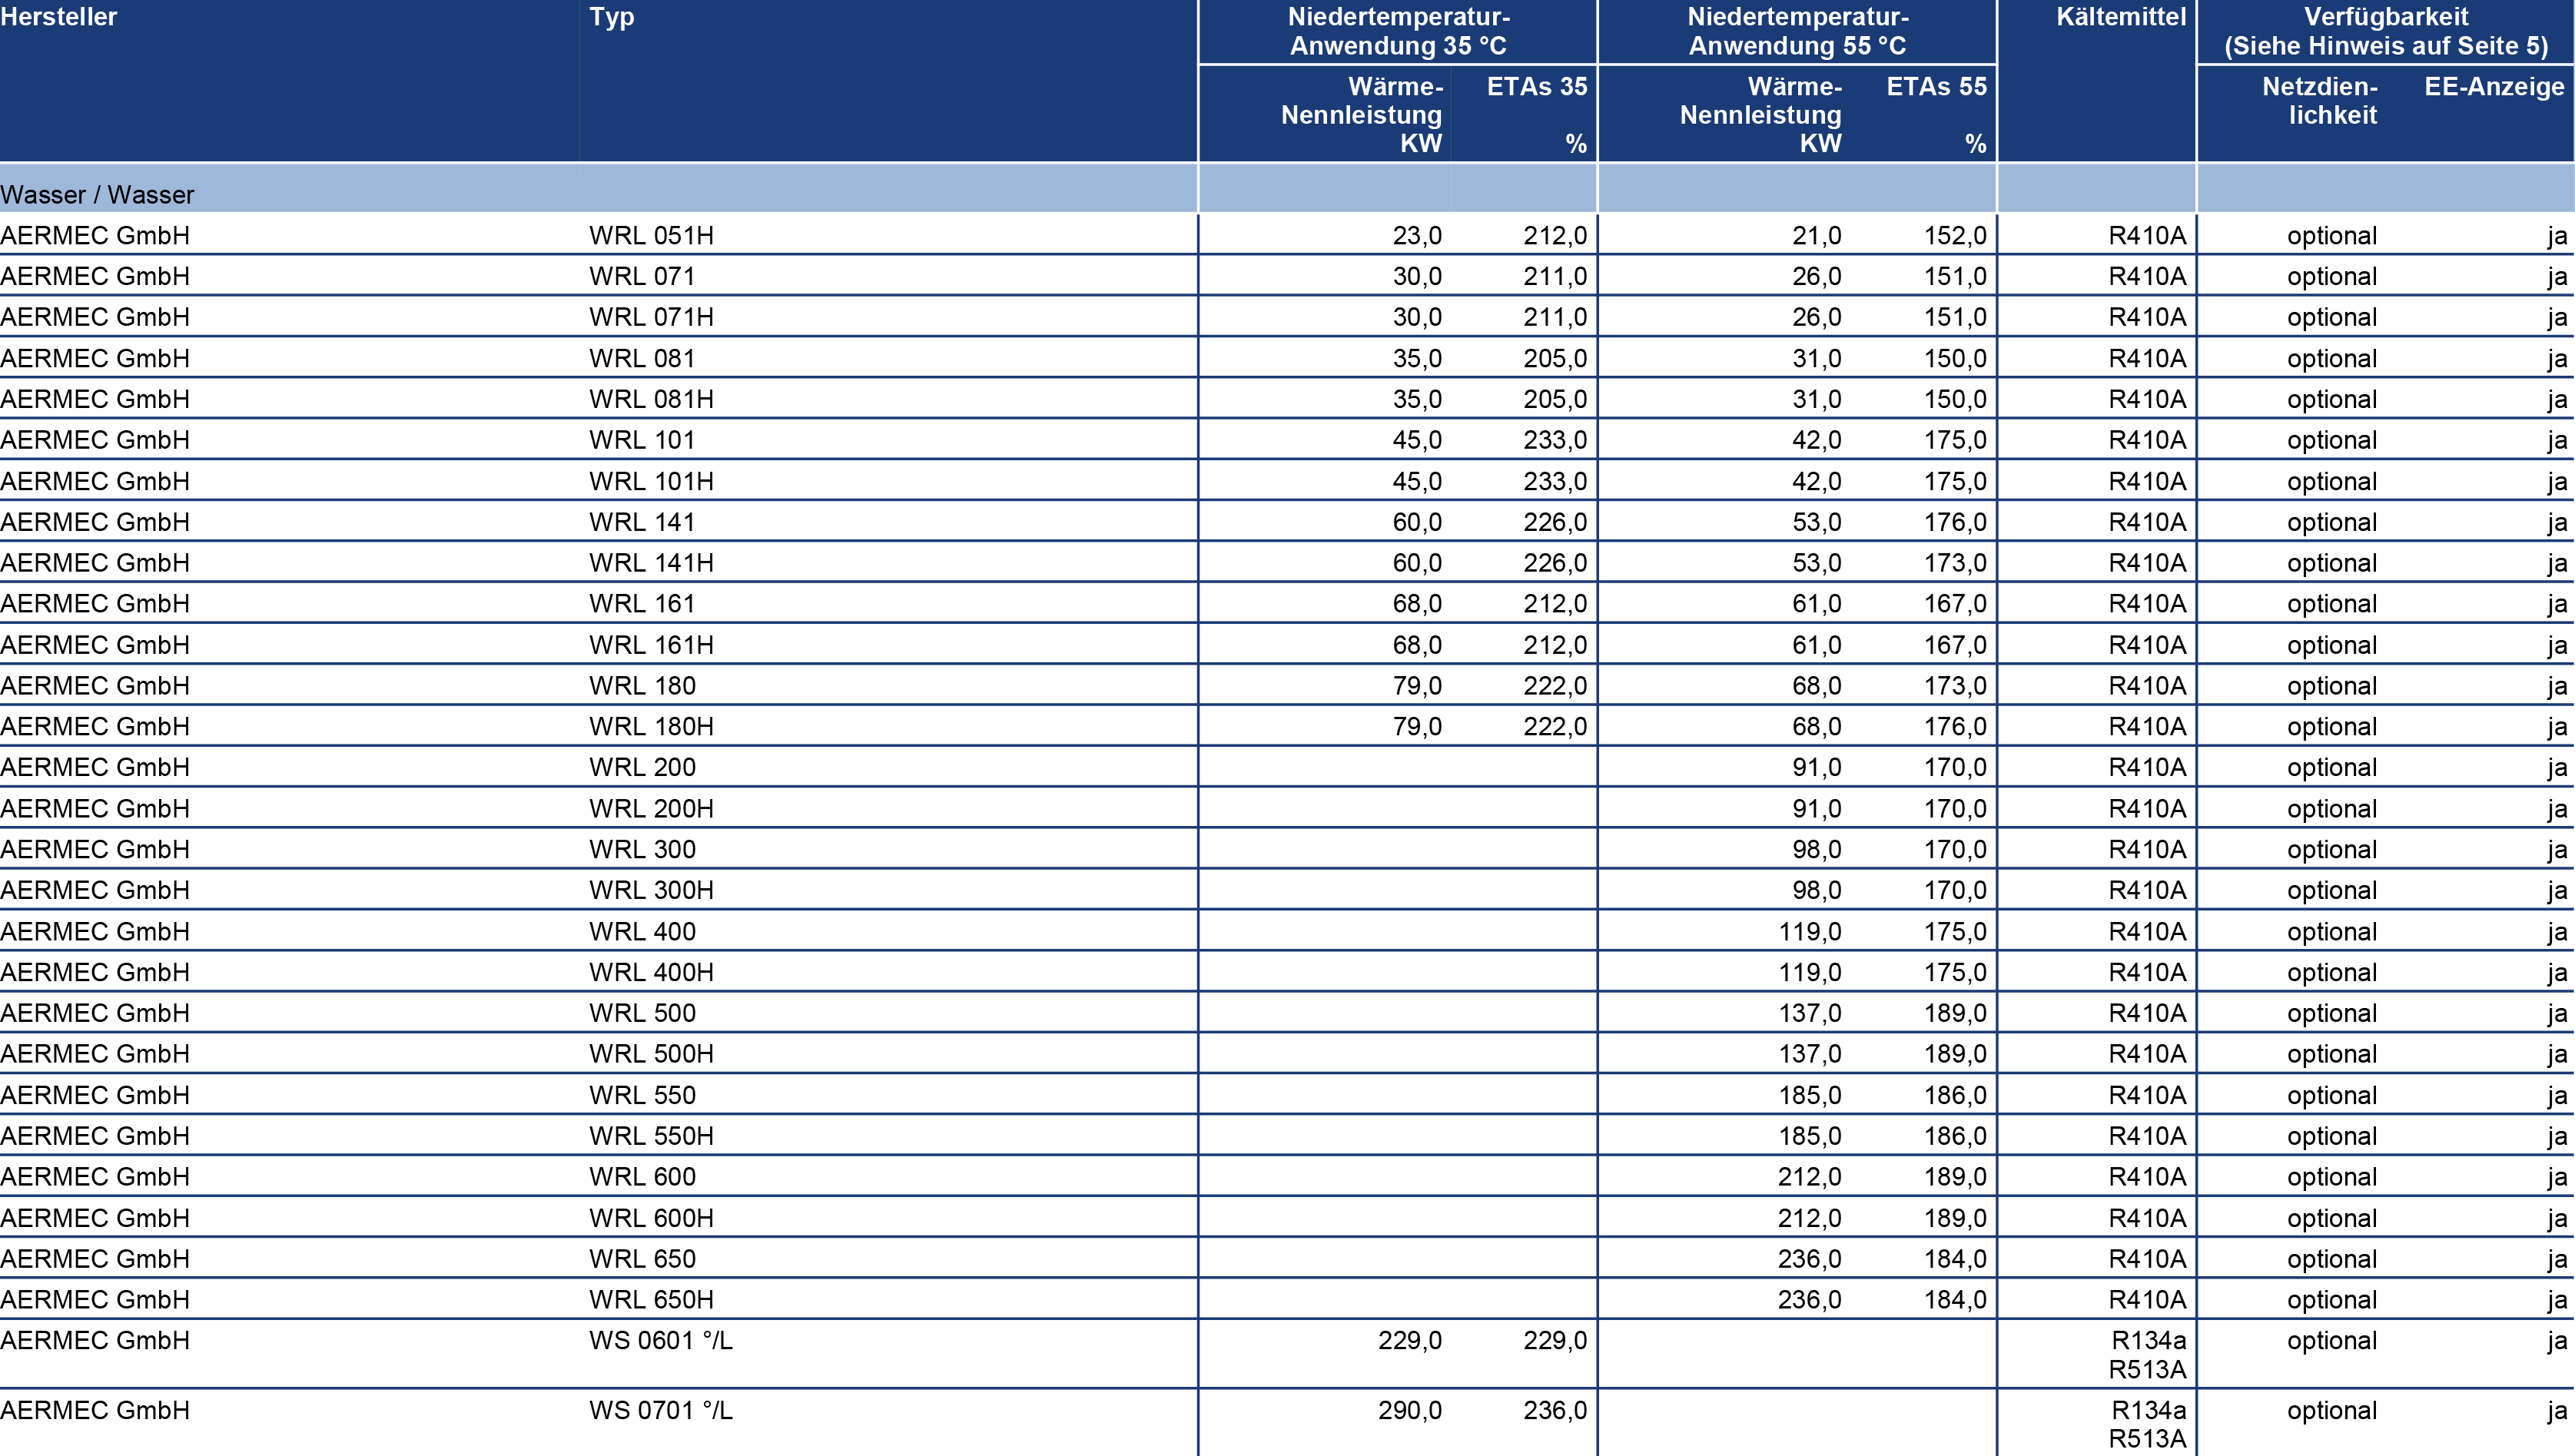 Hersteller Typ Niedertemperatur- Niedertemperatur- Kältemittel Verfügbarkeit
Anwendung 35 °C Anwendung 55 °C (Siehe Hinweis auf Seite 5)
Wärme- ETAs 35 Wärme- ETAs 55 Netzdien- EE-Anzeige
Nennleistung Nennleistung lichkeit
KW % KW %
Wasser / Wasser
AERMEC GmbH WRL 051H 23,0 212,0 21,0 152,0 R410A optional ja
AERMEC GmbH WRL 071 30,0 211,0 26,0 151,0 R410A optional ja
AERMEC GmbH WRL 071H 30,0 211,0 26,0 151,0 R410A optional ja
AERMEC GmbH WRL 081 35,0 205,0 31,0 150,0 R410A optional ja
AERMEC GmbH WRL 081H 35,0 205,0 31,0 150,0 R410A optional ja
AERMEC GmbH WRL 101 45,0 233,0 42,0 175,0 R410A optional ja
AERMEC GmbH WRL 101H 45,0 233,0 42,0 175,0 R410A optional ja
AERMEC GmbH WRL 141 60,0 226,0 53,0 176,0 R410A optional ja
AERMEC GmbH WRL 141H 60,0 226,0 53,0 173,0 R410A optional ja
AERMEC GmbH WRL 161 68,0 212,0 61,0 167,0 R410A optional ja
AERMEC GmbH WRL 161H 68,0 212,0 61,0 167,0 R410A optional ja
AERMEC GmbH WRL 180 79,0 222,0 68,0 173,0 R410A optional ja
AERMEC GmbH WRL 180H 79,0 222,0 68,0 176,0 R410A optional ja
AERMEC GmbH WRL 200 91,0 170,0 R410A optional ja
AERMEC GmbH WRL 200H 91,0 170,0 R410A optional ja
AERMEC GmbH WRL 300 98,0 170,0 R410A optional ja
AERMEC GmbH WRL 300H 98,0 170,0 R410A optional ja
AERMEC GmbH WRL 400 119,0 175,0 R410A optional ja
AERMEC GmbH WRL 400H 119,0 175,0 R410A optional ja
AERMEC GmbH WRL 500 137,0 189,0 R410A optional ja
AERMEC GmbH WRL 500H 137,0 189,0 R410A optional ja
AERMEC GmbH WRL 550 185,0 186,0 R410A optional ja
AERMEC GmbH WRL 550H 185,0 186,0 R410A optional ja
AERMEC GmbH WRL 600 212,0 189,0 R410A optional ja
AERMEC GmbH WRL 600H 212,0 189,0 R410A optional ja
AERMEC GmbH WRL 650 236,0 184,0 R410A optional ja
AERMEC GmbH WRL 650H 236,0 184,0 R410A optional ja
AERMEC GmbH WS 0601 °/L 229,0 229,0 R134a optional ja
R513A
AERMEC GmbH WS 0701 °/L 290,0 236,0 R134a optional ja
R513A